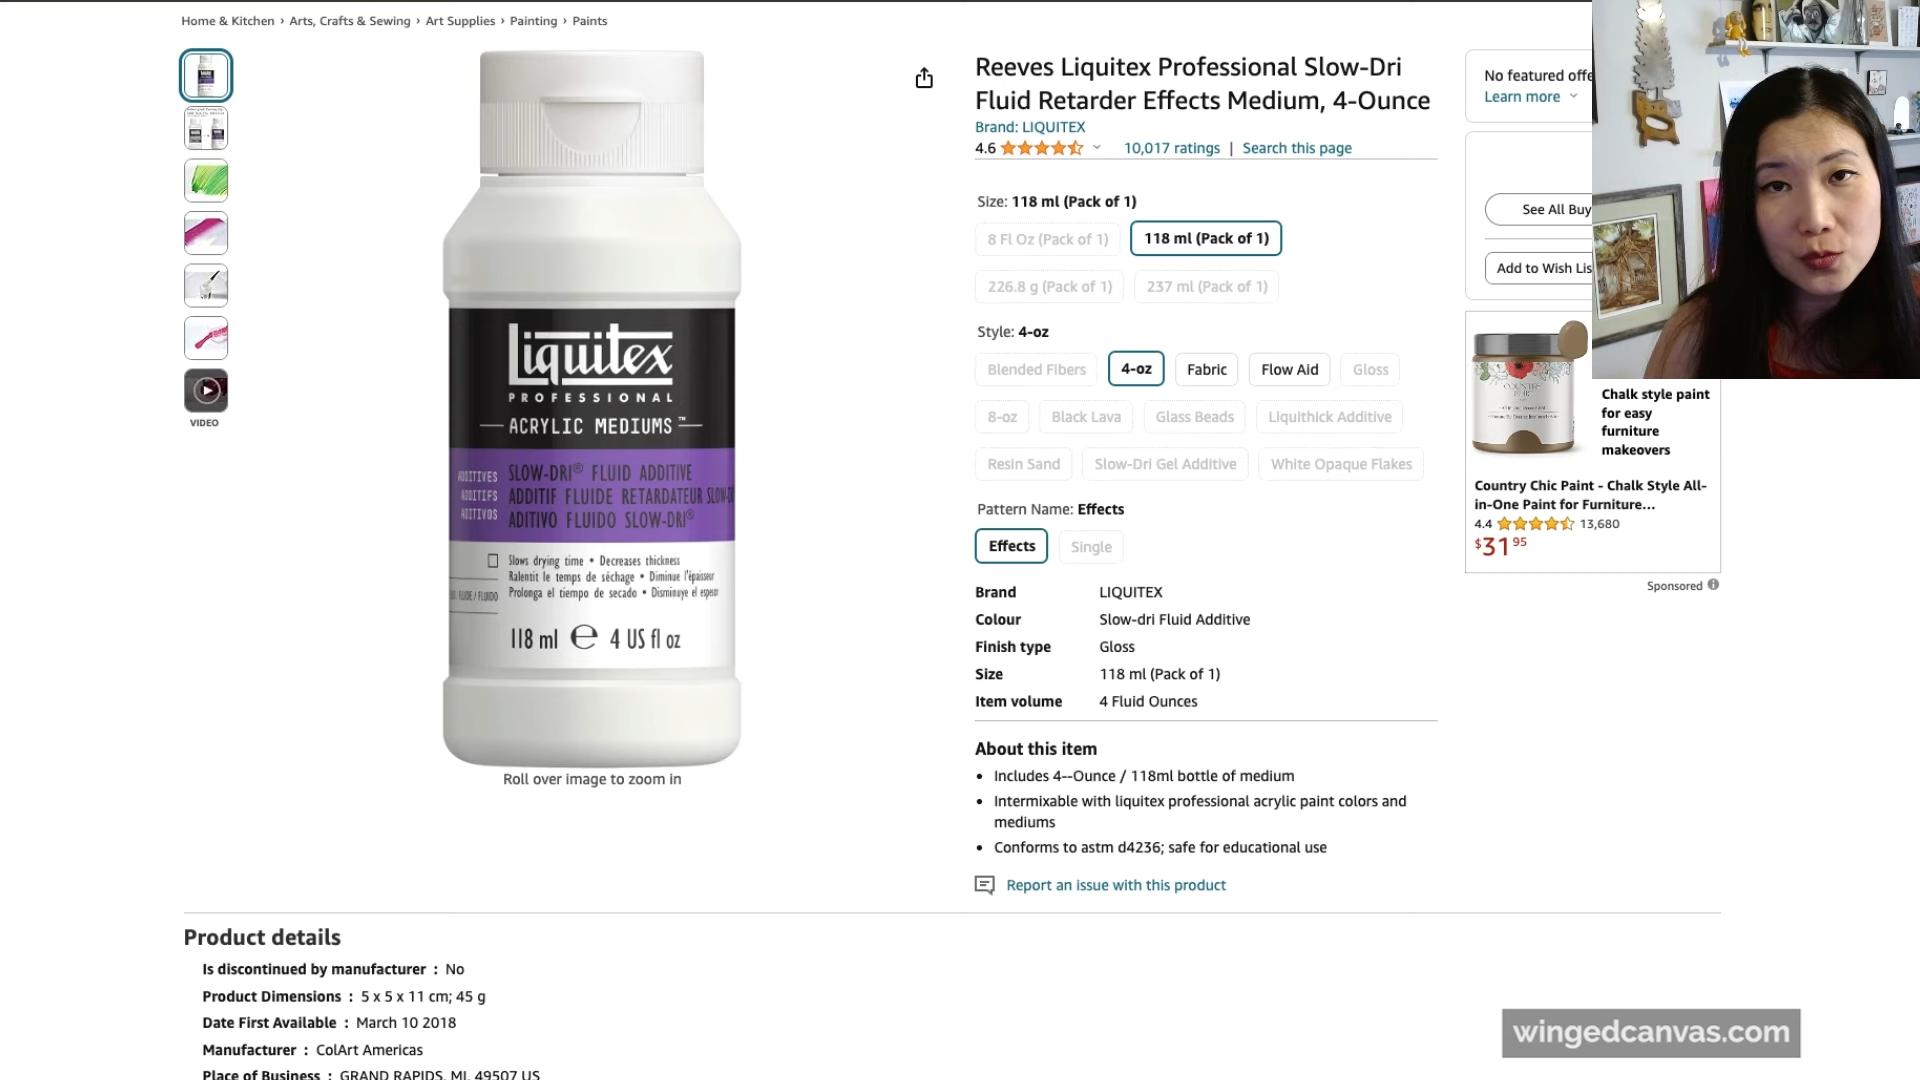 Home & Kitchen › Arts, Crafts & Sewing › Art Supplies › Painting › Paints
VIDEO
Liquitex
PROFESSIONAL
ACRYLIC MEDIUMS™
ADDITIVES
ADDITIFS
ADITIVOS
SLOW-DRI® FLUID ADDITIVE
ADDITIF FLUIDE RETARDATEUR SLOW-D
ADITIVO FLUIDO SLOW-DRI®
Slows drying time • Decreases thickness
Ralentit le temps de séchage • Diminue l'épaisseur
Prolonga el tiempo de secado • Disminuye el espesor
FLUIDE / FLUIDO
118 ml e 4 US fl oz
Roll over image to zoom in
Reeves Liquitex Professional Slow-Dri
Fluid Retarder Effects Medium, 4-Ounce
Brand: LIQUITEX
4.6 10,017 ratings | Search this page
Size: 118 ml (Pack of 1)
8 Fl Oz (Pack of 1) 118 ml (Pack of 1)
226.8 g (Pack of 1) 237 ml (Pack of 1)
Style: 4-oz
Blended Fibers 4-oz Fabric Flow Aid Gloss
8-oz Black Lava Glass Beads Liquithick Additive
Resin Sand Slow-Dri Gel Additive White Opaque Flakes
Pattern Name: Effects
Effects Single
Brand LIQUITEX
Colour Slow-dri Fluid Additive
Finish type Gloss
Size 118 ml (Pack of 1)
Item volume 4 Fluid Ounces
About this item
• Includes 4--Ounce / 118ml bottle of medium
• Intermixable with liquitex professional acrylic paint colors and
mediums
• Conforms to astm d4236; safe for educational use
Report an issue with this product
No featured offe
Learn more
See All Buy
Add to Wish Lis
COUNTRY
Chalk style paint
for easy
furniture
makeovers
Country Chic Paint - Chalk Style All-
in-One Paint for Furniture...
4.4 13,680
$31 95
Sponsored
Product details
Is discontinued by manufacturer : No
Product Dimensions : 5 x 5 x 11 cm; 45 g
Date First Available : March 10 2018
Manufacturer : ColArt Americas
Place of Business : GRAND RAPIDS, MI, 49507 US
wingedcanvas.com